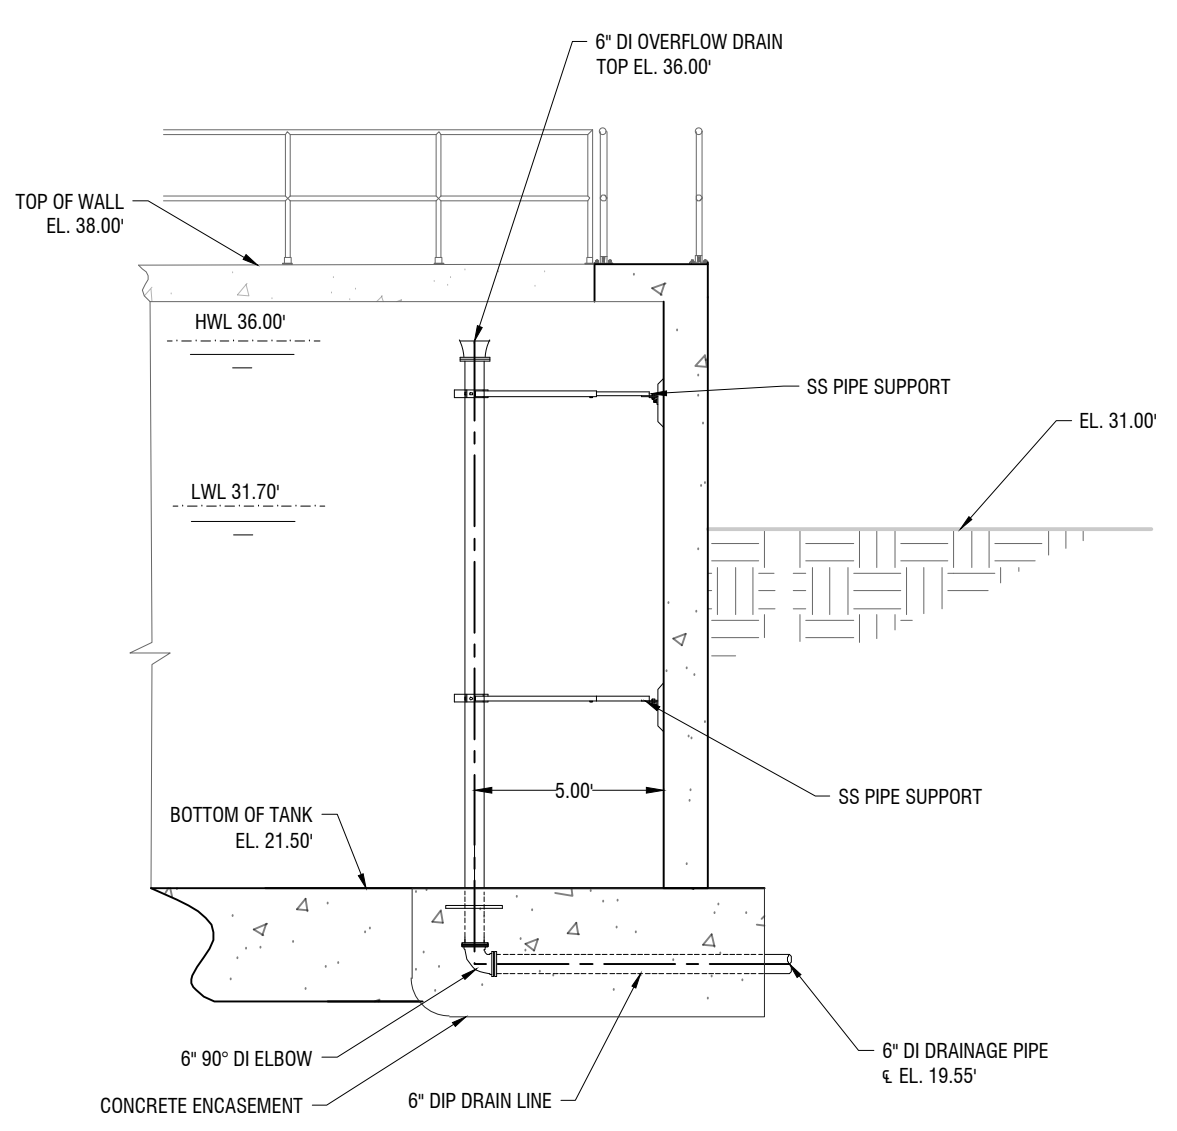 6" DI OVERFLOW DRAIN
TOP EL. 36.00'
TOP OF WALL
EL. 38.00'
HWL 36.00'
SS PIPE SUPPORT
EL. 31.00'
LWL 31.70'
5.00'
SS PIPE SUPPORT
BOTTOM OF TANK
EL. 21.50'
6" 90° DI ELBOW
6" DI DRAINAGE PIPE
℄ EL. 19.55'
CONCRETE ENCASEMENT
6" DIP DRAIN LINE